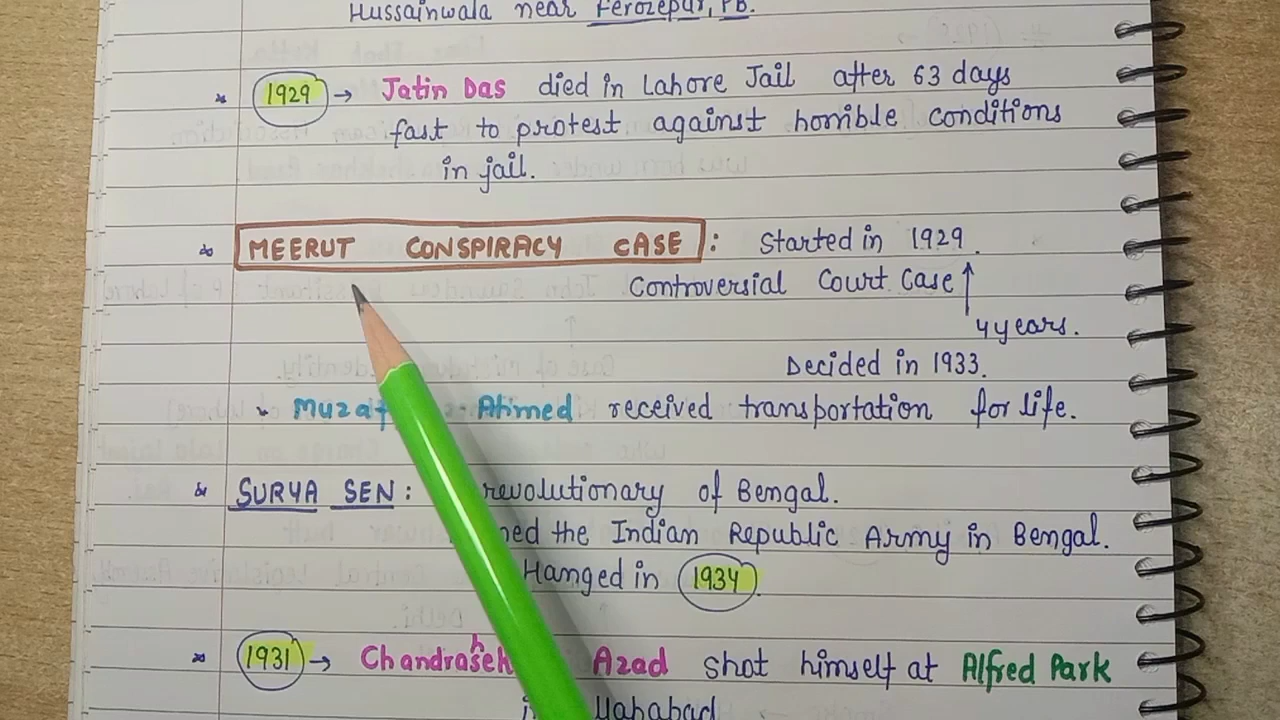 Hussainwala near Ferozepur, PB.
* 1929 → Jatin Das died in Lahore Jail after 63 days
fast to protest against horrible conditions
in jail.
* MEERUT CONSPIRACY CASE : Started in 1929.
Controversial Court Case ↑
4 years.
Decided in 1933.
Ahmed received transportation for life.
* SURYA SEN : revolutionary of Bengal.
the Indian Republic Army in Bengal.
Hanged in 1934.
* 1931 → Azad shot himself at Alfred Park